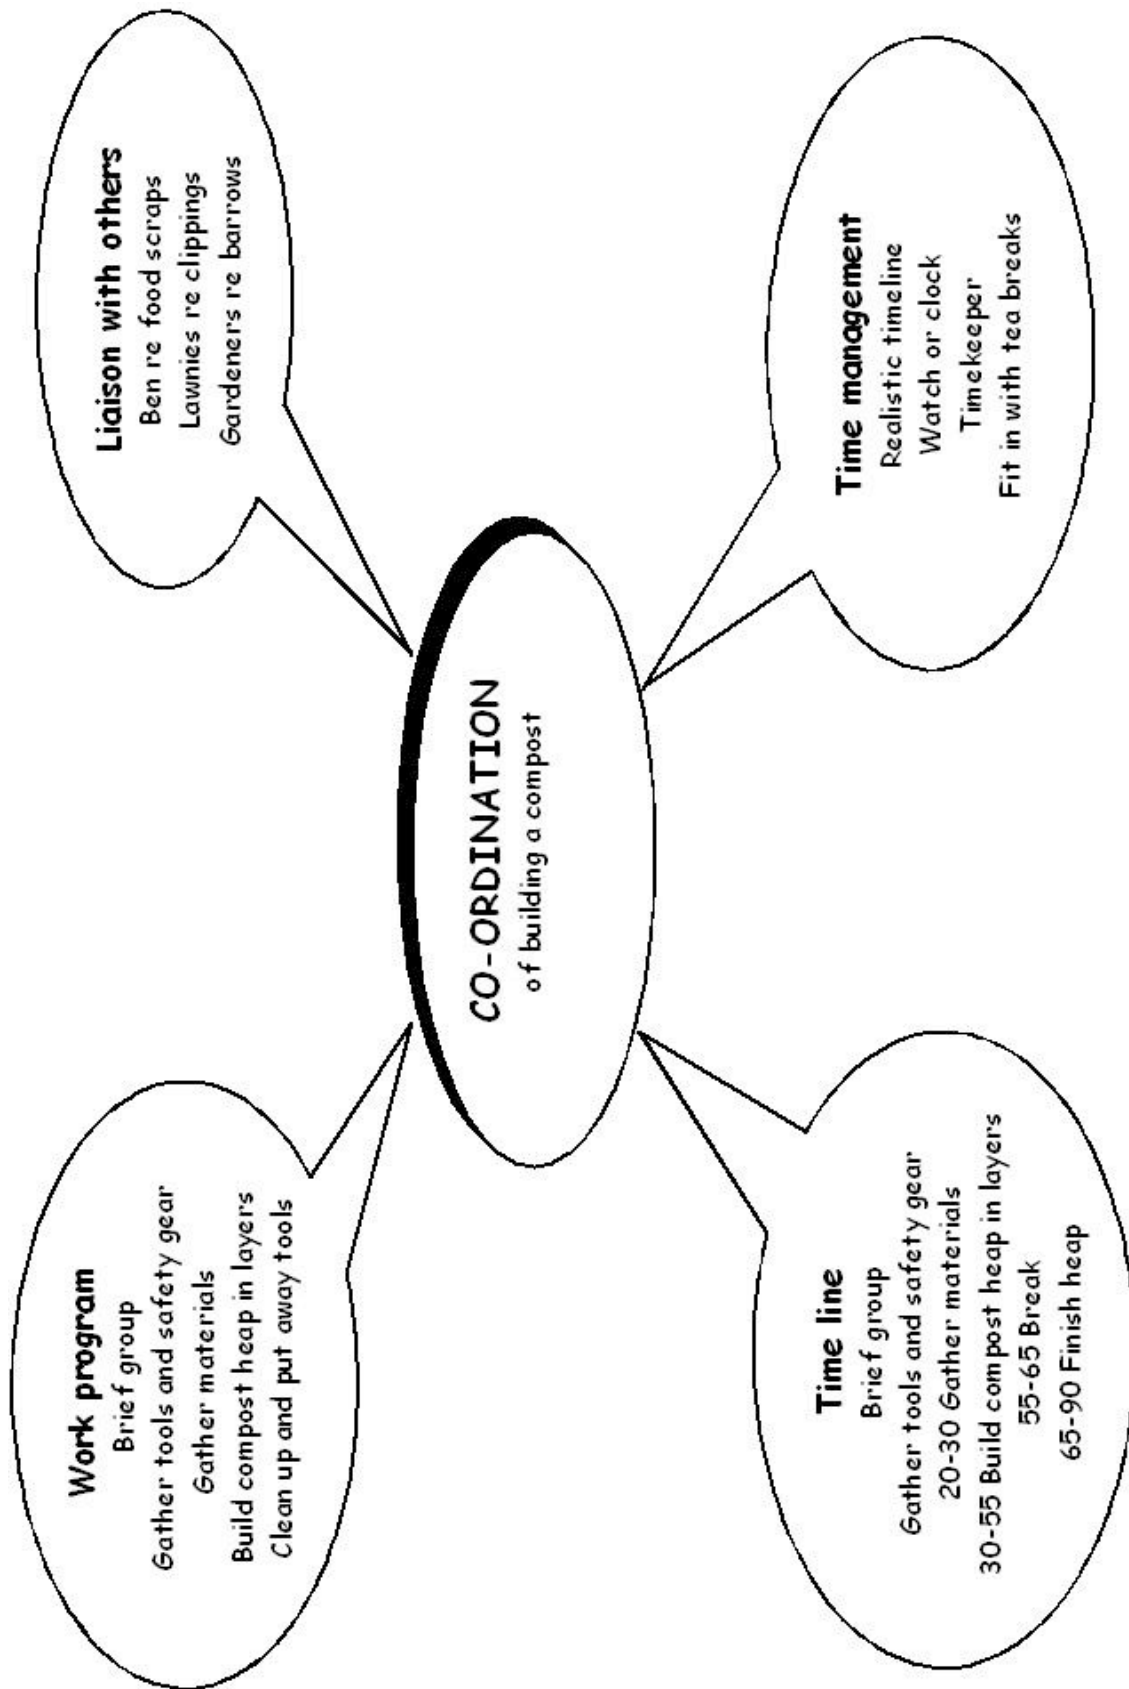 Work program
Brief group
Gather tools and safety gear
Gather materials
Build compost heap in layers
Clean up and put away tools
Liaison with others
Ben re food scraps
Lawnies re clippings
Gardeners re barrows
CO-ORDINATION
of building a compost
Time line
Brief group
Gather tools and safety gear
20-30 Gather materials
30-55 Build compost heap in layers
55-65 Break
65-90 Finish heap
Time management
Realistic timeline
Watch or clock
Timekeeper
Fit in with tea breaks